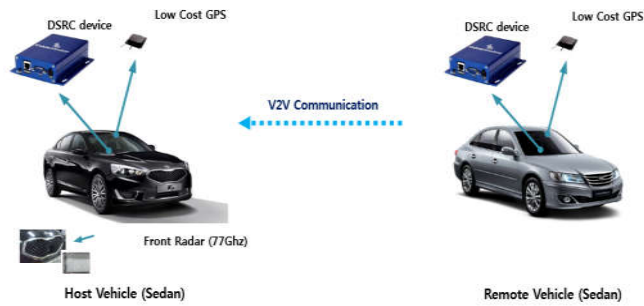 DSRC device
Low Cost GPS
DSRC device
Low Cost GPS
V2V Communication
Front Radar (77Ghz)
Host Vehicle (Sedan)
Remote Vehicle (Sedan)